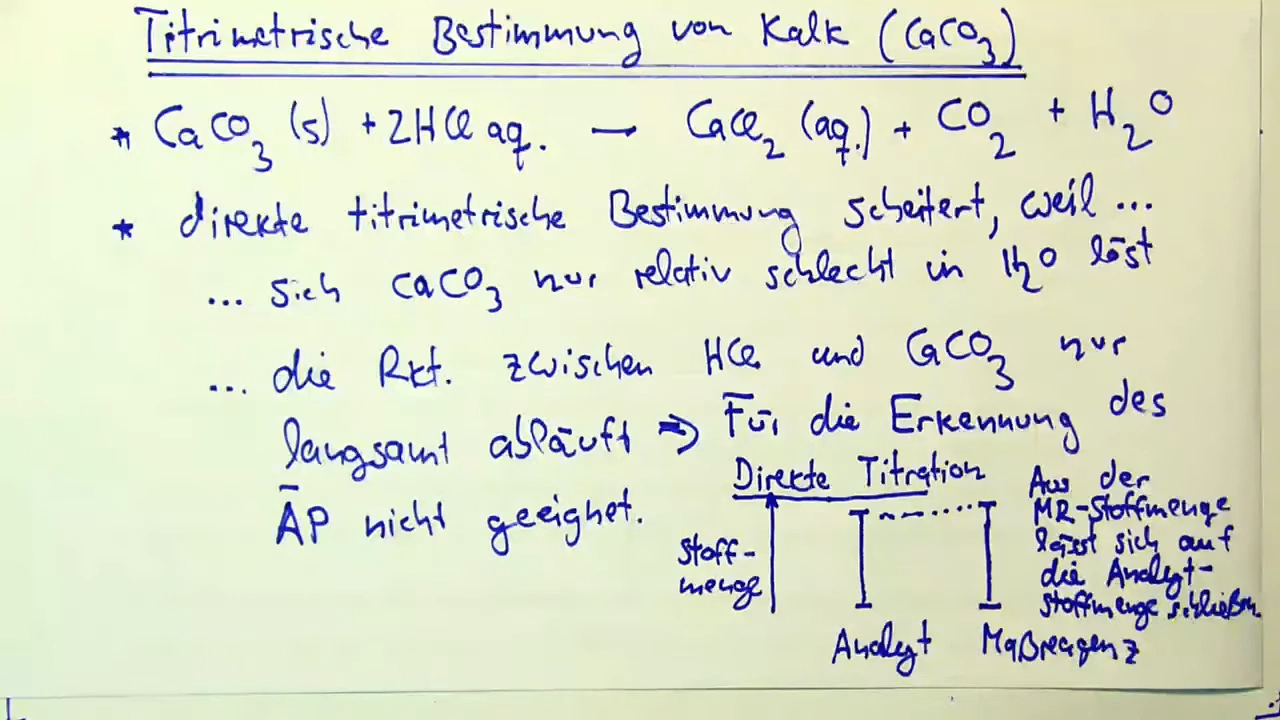 Titrimetrische Bestimmung von Kalk (CaCO3)
* CaCO3 (s) + 2HCl aq. → CaCl2 (aq.) + CO2 + H2O
* direkte titrimetrische Bestimmung scheitert, weil ...
... sich CaCO3 nur relativ schlecht in H2O löst
... die Rkt. zwischen HCl und CaCO3 nur
langsamt abläuft => Für die Erkennung des
ÄP nicht geeignet.
Direkte Titration
Stoff-
menge
Analyt
Maßreagenz
Aus der
MR-Stoffmenge
lässt sich auf
die Analyt-
stoffmenge schließen